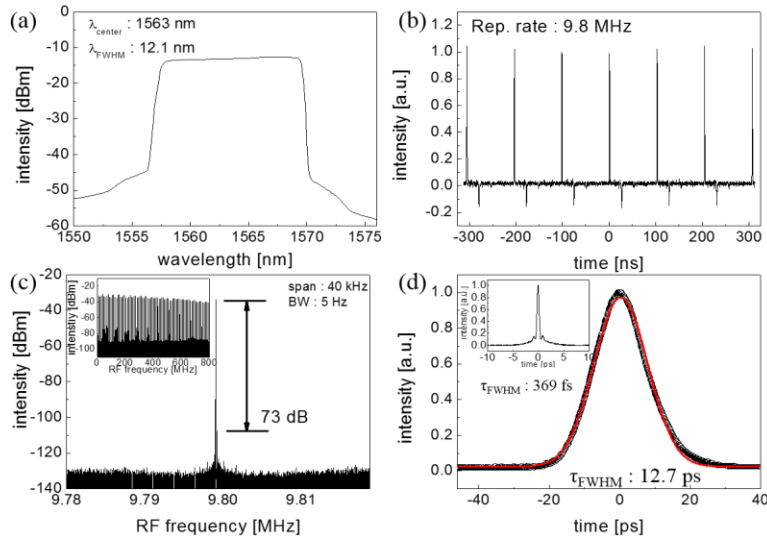 (a)
λcenter : 1563 nm
λFWHM : 12.1 nm
intensity [dBm]
0
-10
-20
-30
-40
-50
-60
1550 1555 1560 1565 1570 1575
wavelength [nm]
(b)
Rep. rate : 9.8 MHz
intensity [a.u.]
1.2
1.0
0.8
0.6
0.4
0.2
0.0
-0.2
-300 -200 -100 0 100 200 300
time [ns]
(c)
span : 40 kHz
BW : 5 Hz
intensity [dBm]
-20
-40
-60
-80
-100
-120
-140
9.78 9.79 9.80 9.81
RF frequency [MHz]
73 dB
intensity [dBm]
-20
-40
-60
-80
-100
0 200 400 600 800
RF frequency [MHz]
(d)
intensity [a.u.]
1.0
0.8
0.6
0.4
0.2
0.0
-40 -20 0 20 40
time [ps]
τFWHM : 12.7 ps
intensity [a.u.]
1.0
0.8
0.6
0.4
0.2
0.0
-10 -5 0 5 10
time [ps]
τFWHM : 369 fs